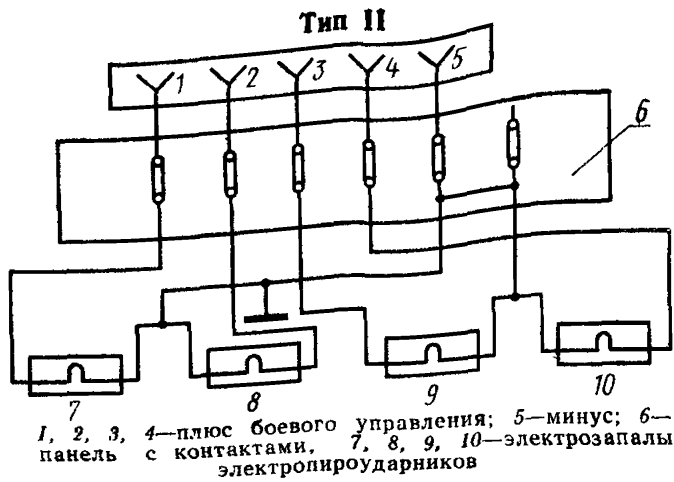 Тип II
1 2 3 4 5
6
7 8 9 10
1, 2, 3, 4—плюс боевого управления; 5—минус; 6—
панель с контактами, 7, 8, 9, 10—электрозапалы
электропироударников